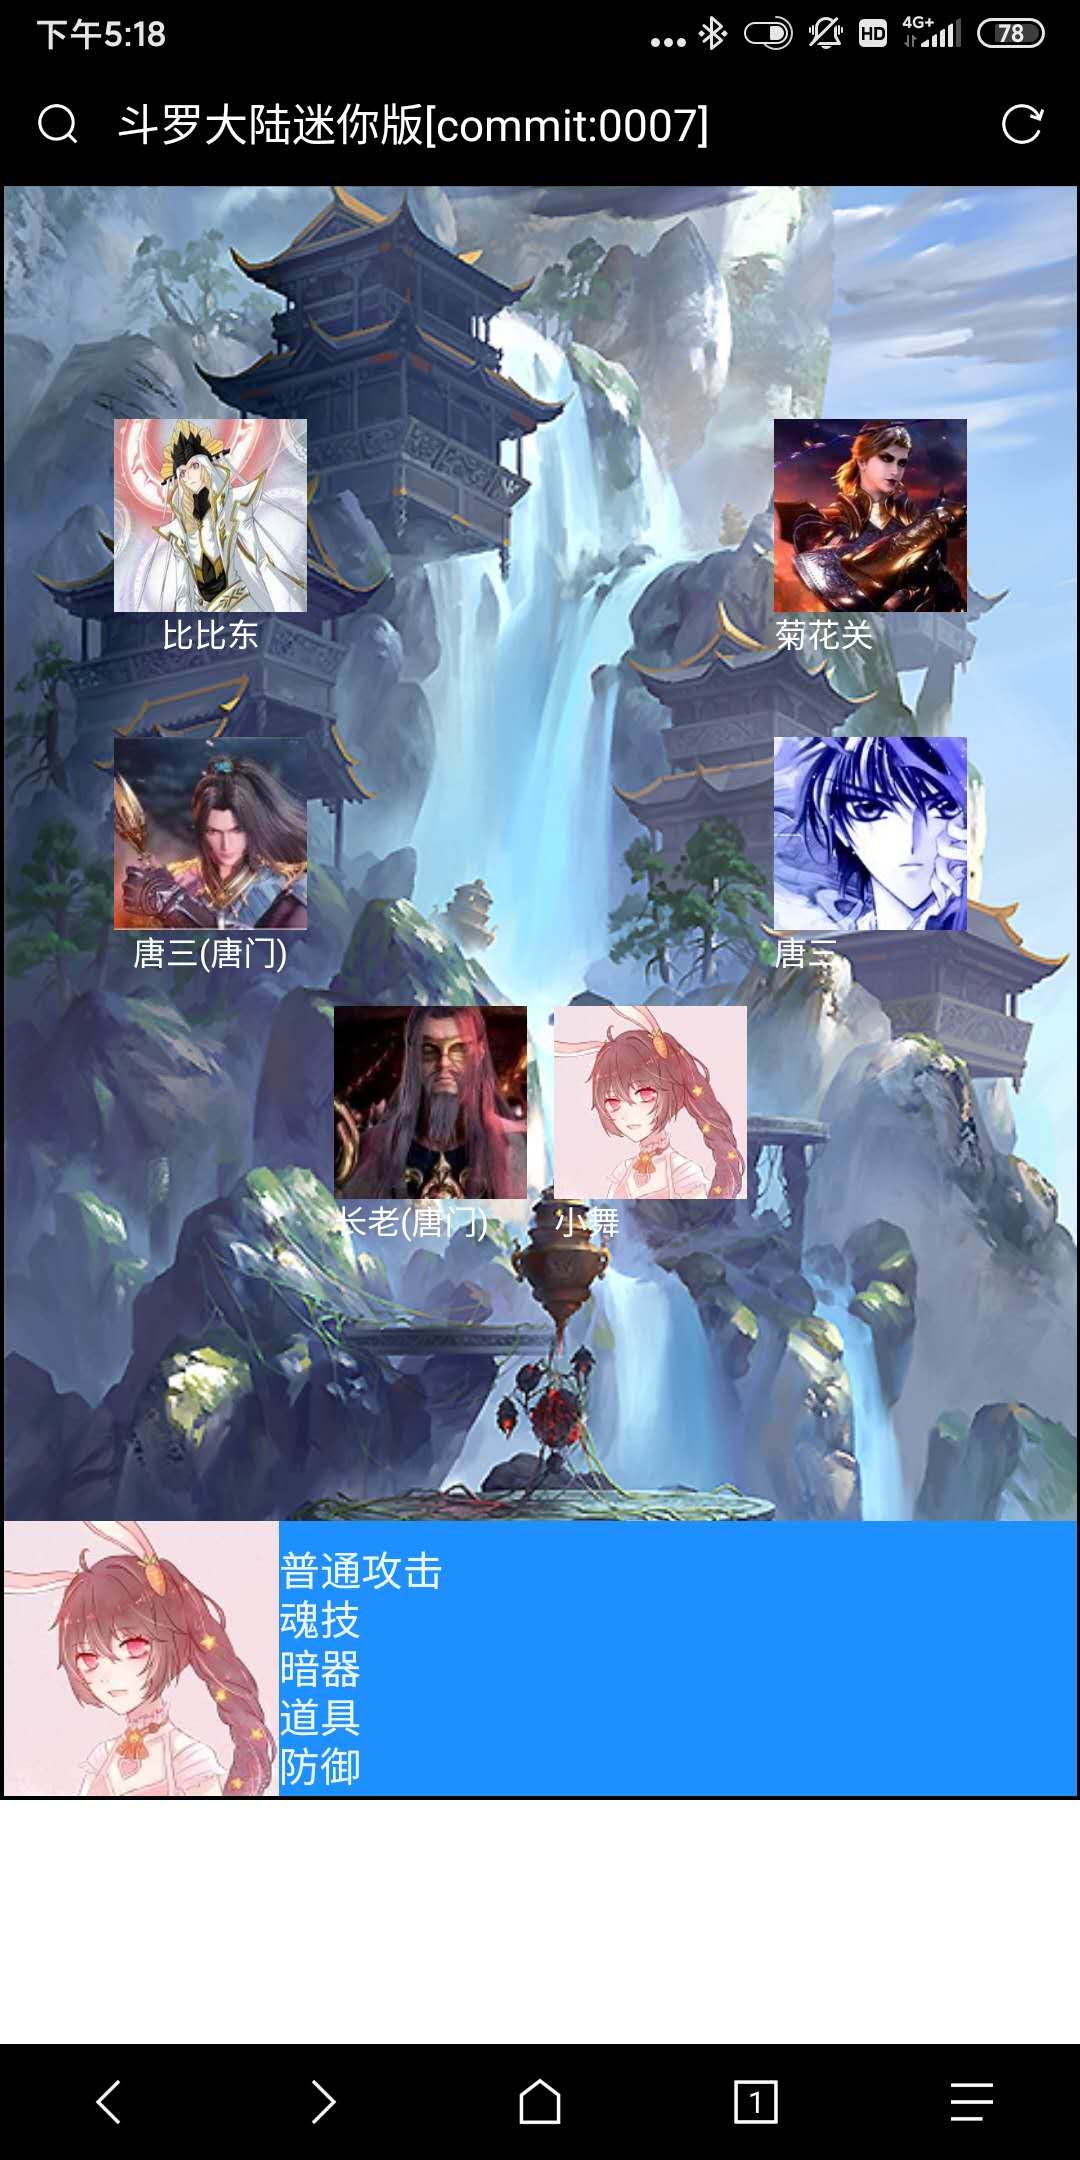 下午5:18
HD
4G+
78
斗罗大陆迷你版[commit:0007]
比比东
菊花关
唐三(唐门)
唐三
长老(唐门)
小舞
普通攻击
魂技
暗器
道具
防御
1